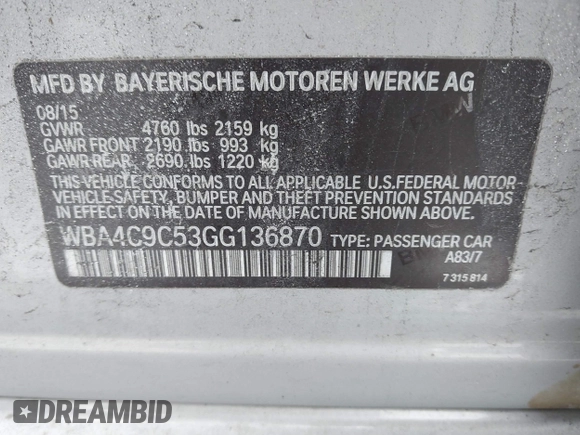 MFD BY BAYERISCHE MOTOREN WERKE AG
08/15
GVWR 4760 lbs 2159 kg
GAWR FRONT 2190 lbs 993 kg
GAWR REAR 2690 lbs 1220 kg
THIS VEHICLE CONFORMS TO ALL APPLICABLE U.S.FEDERAL MOTOR
VEHICLE-SAFETY, BUMPER AND THEFT PREVENTION STANDARDS
IN EFFECT ON THE DATE OF MANUFACTURE SHOWN ABOVE.
WBA4C9C53GG136870 TYPE: PASSENGER CAR
A83/7
7 315 814
DREAMBID